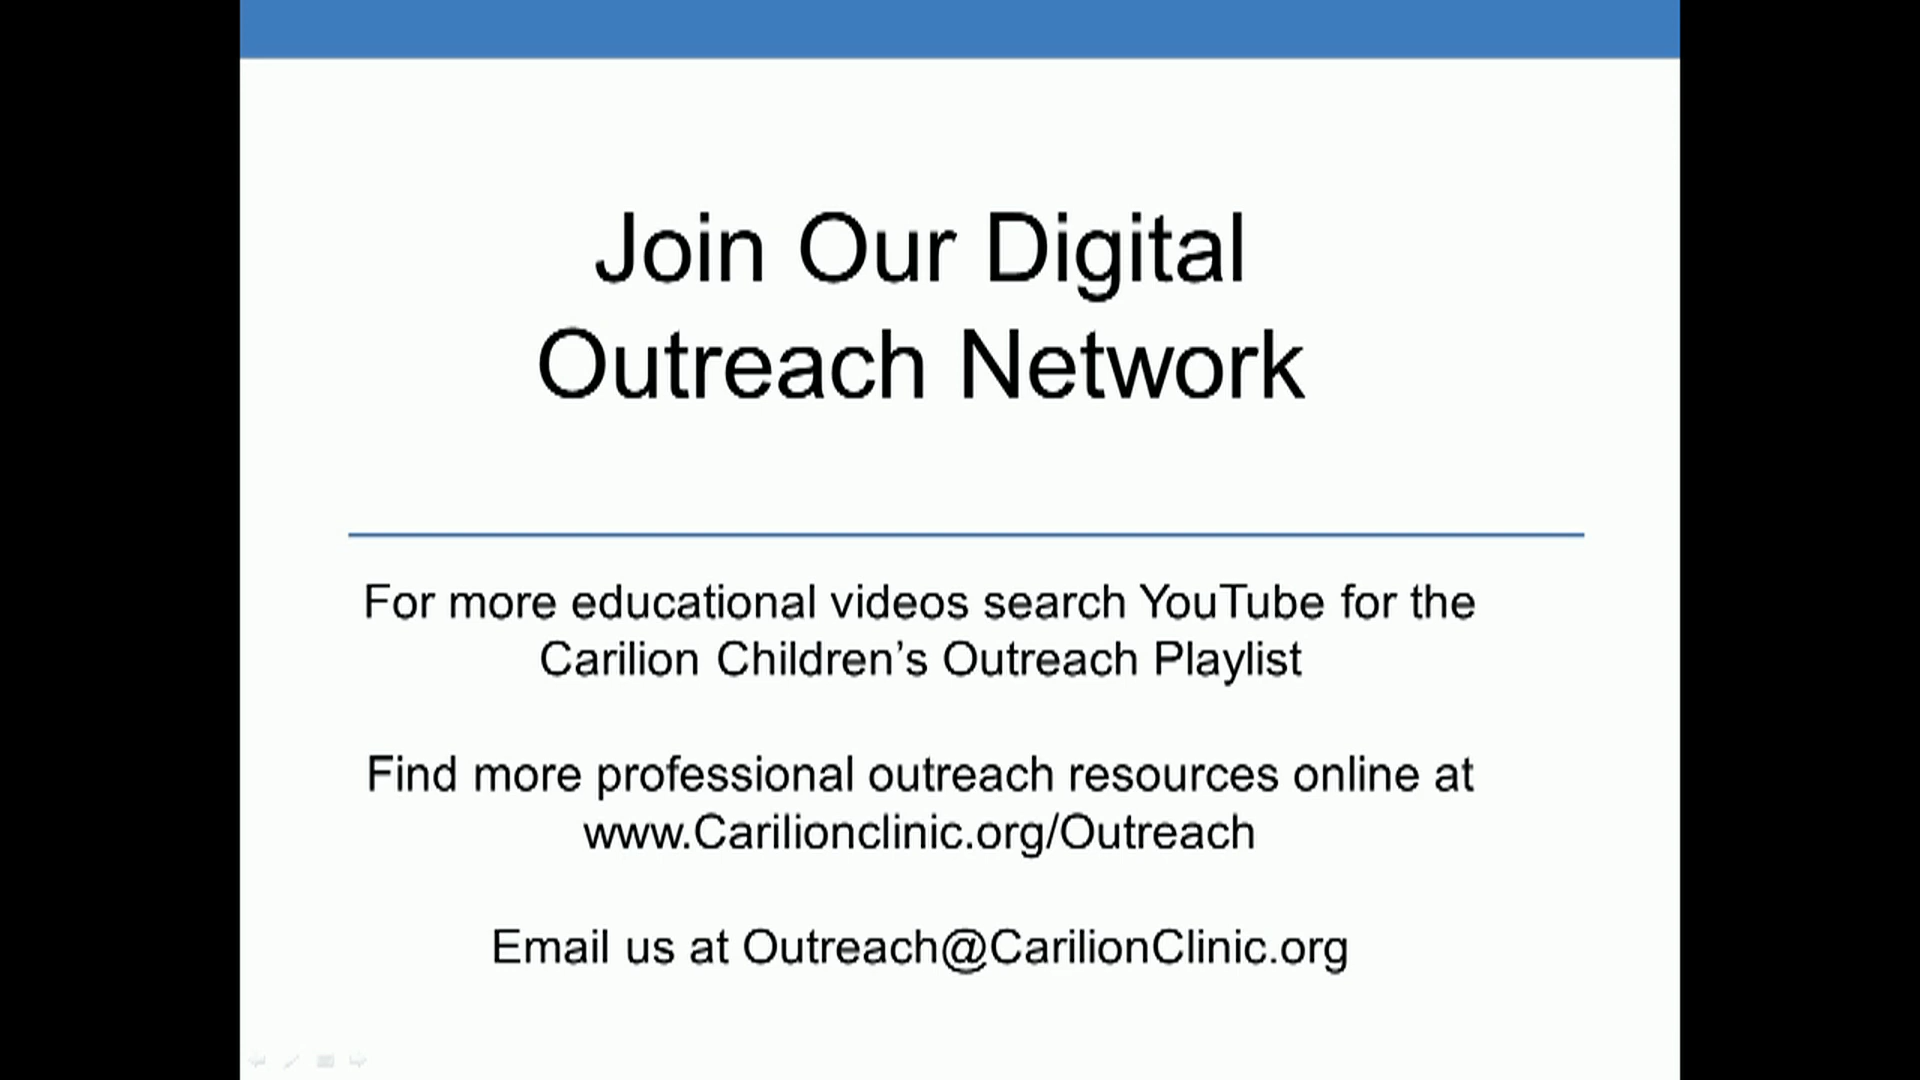 Join Our Digital
Outreach Network
For more educational videos search YouTube for the
Carilion Children’s Outreach Playlist
Find more professional outreach resources online at
www.Carilionclinic.org/Outreach
Email us at Outreach@CarilionClinic.org